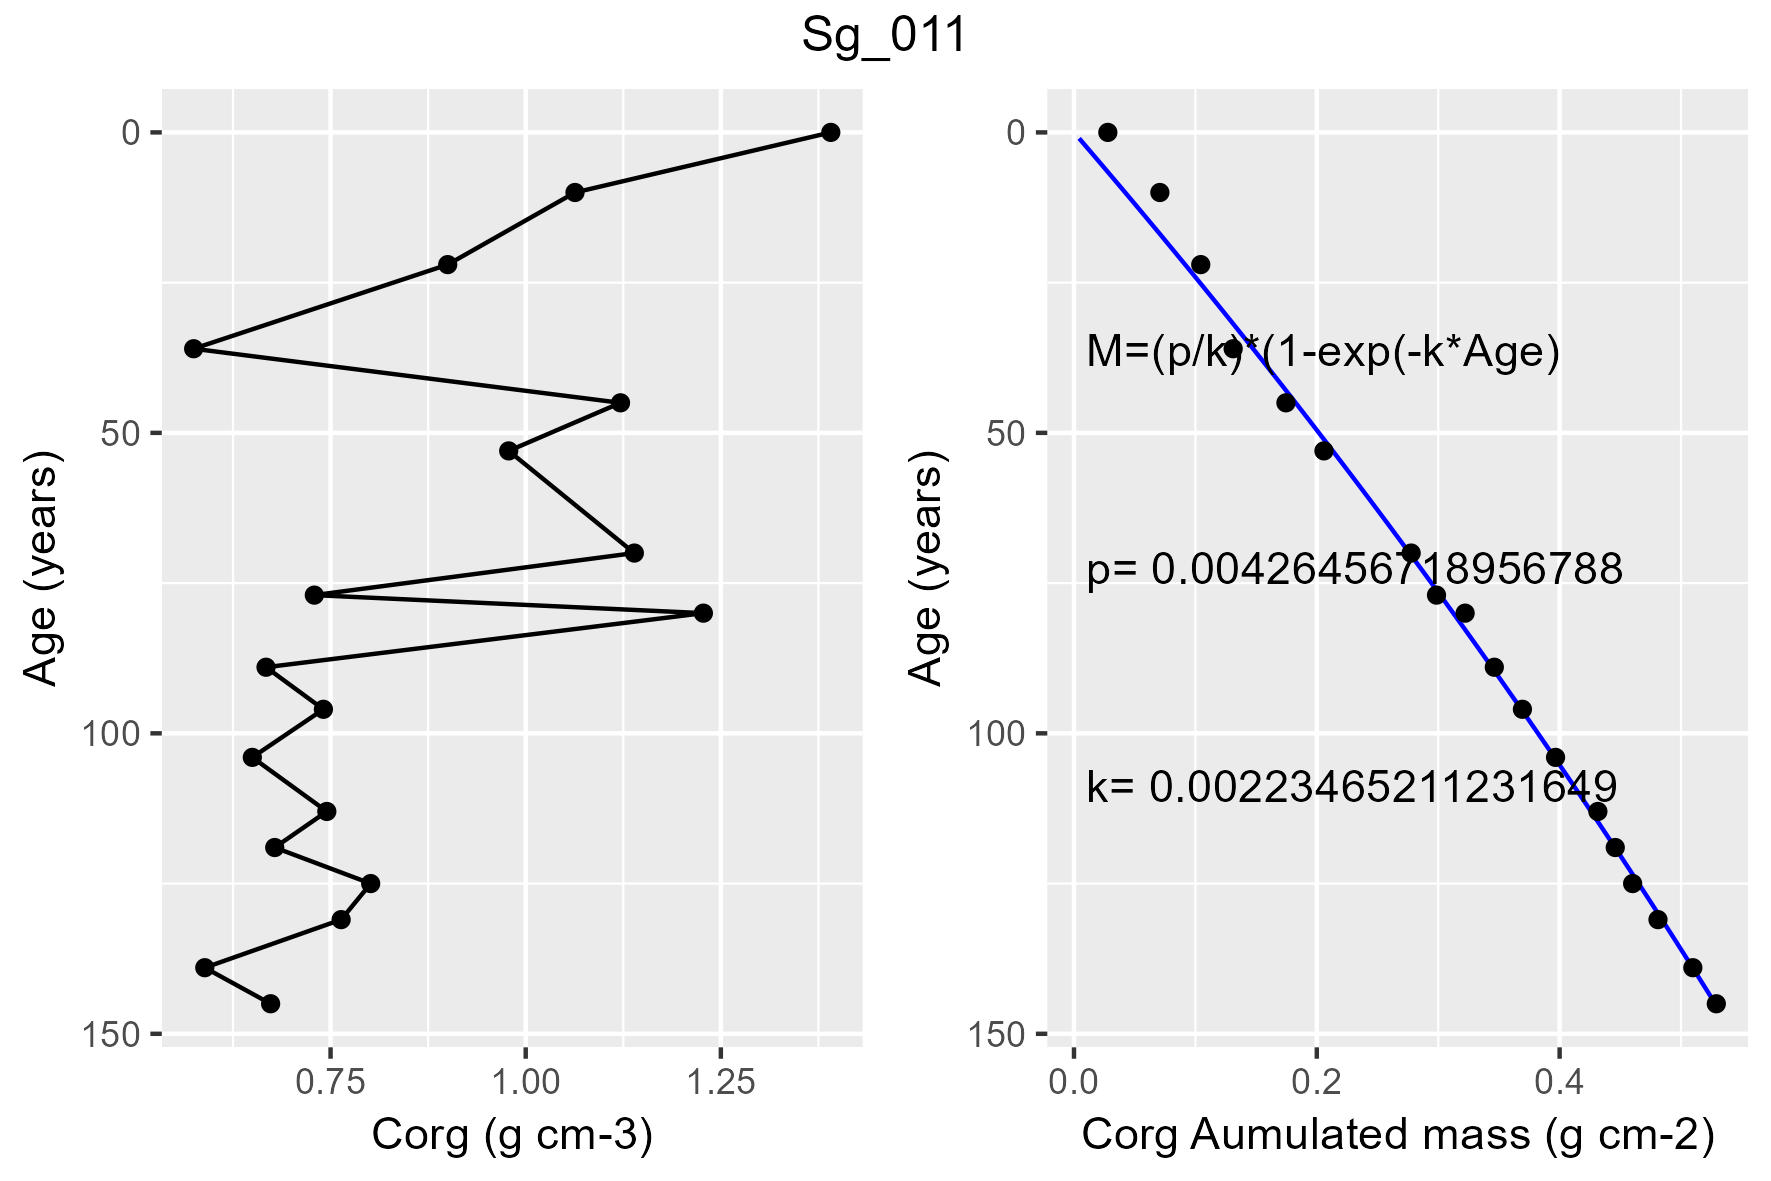 Sg_011
0
50
100
150
Age (years)
0.75 1.00 1.25
Corg (g cm-3)
0
50
100
150
Age (years)
M=(p/k)*(1-exp(-k*Age)
p= 0.00426456718956788
k= 0.00223465211231649
0.0 0.2 0.4
Corg Aumulated mass (g cm-2)